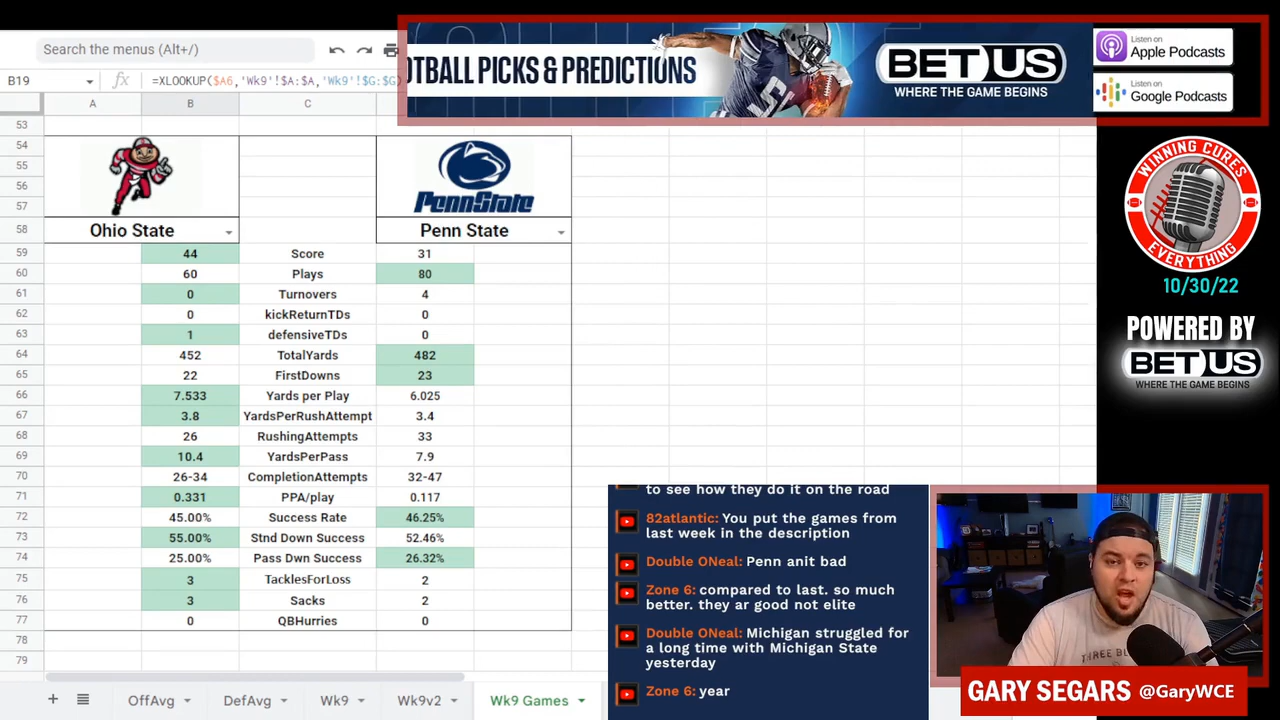 Search the menus (Alt+/)
OTBALL PICKS & PREDICTIONS
BETUS
WHERE THE GAME BEGINS
Listen on
Apple Podcasts
Listen on
Google Podcasts
B19 fx =XLOOKUP($A6,'Wk9'!$A:$A,'Wk9'!$G:$G)
A B C
53
54
55
56
57 PennState
58 Ohio State Penn State
59 44 Score 31
60 60 Plays 80
61 0 Turnovers 4
62 0 kickReturnTDs 0
63 1 defensiveTDs 0
64 452 TotalYards 482
65 22 FirstDowns 23
66 7.533 Yards per Play 6.025
67 3.8 YardsPerRushAttempt 3.4
68 26 RushingAttempts 33
69 10.4 YardsPerPass 7.9
70 26-34 CompletionAttempts 32-47
71 0.331 PPA/play 0.117
72 45.00% Success Rate 46.25%
73 55.00% Stnd Down Success 52.46%
74 25.00% Pass Dwn Success 26.32%
75 3 TacklesForLoss 2
76 3 Sacks 2
77 0 QBHurries 0
78
79
OffAvg DefAvg Wk9 Wk9v2 Wk9 Games
WINNING CURES
EVERYTHING
10/30/22
POWERED BY
BETUS
WHERE THE GAME BEGINS
to see how they do it on the road
82atlantic: You put the games from
last week in the description
Double ONeal: Penn anit bad
Zone 6: compared to last. so much
better. they ar good not elite
Double ONeal: Michigan struggled for
a long time with Michigan State
yesterday
Zone 6: year
GARY SEGARS @GaryWCE